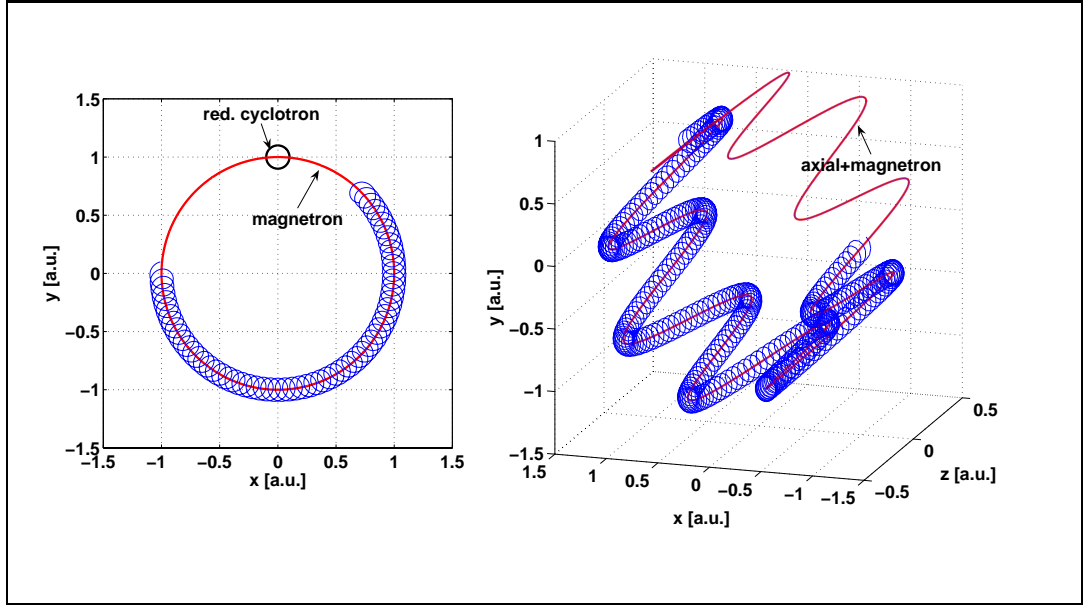 red. cyclotron
magnetron
1.5
1
0.5
0
−0.5
−1
−1.5
y [a.u.]
−1.5 −1 −0.5 0 0.5 1 1.5
x [a.u.]
axial+magnetron
1
0.5
0
−0.5
−1
−1.5
y [a.u.]
1.5 1 0.5 0 −0.5 −1 −1.5
x [a.u.]
−0.5 0 0.5
z [a.u.]